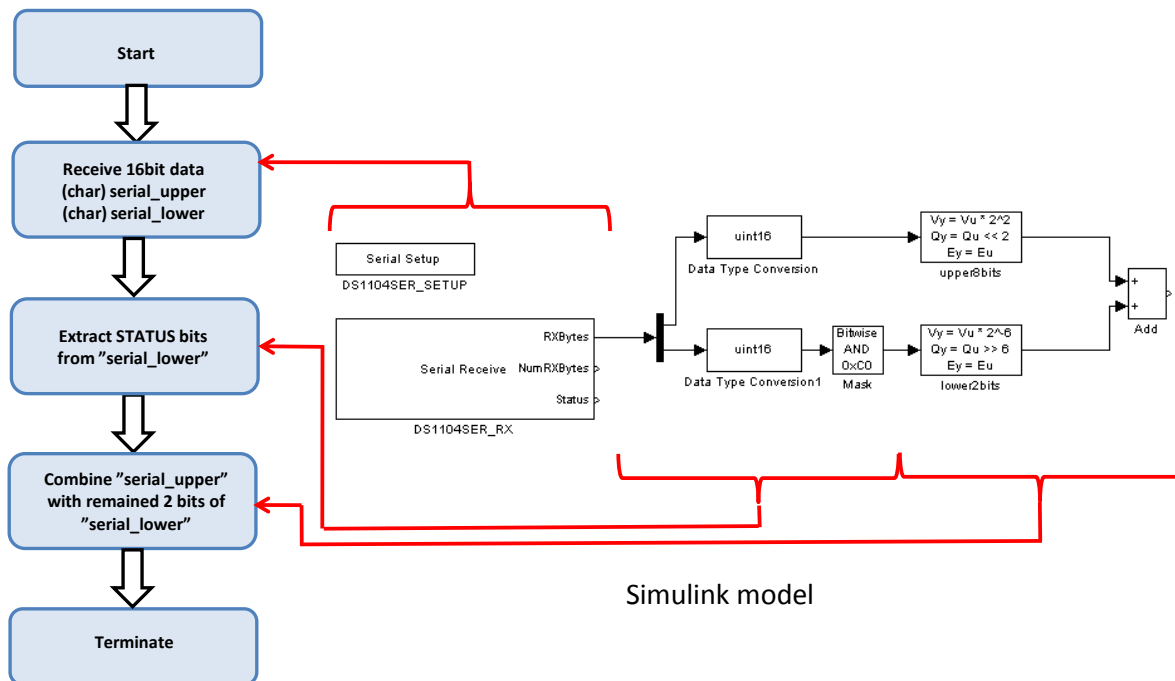 Start
Receive 16bit data
(char) serial_upper
(char) serial_lower
Extract STATUS bits
from ”serial_lower”
Combine ”serial_upper”
with remained 2 bits of
”serial_lower”
Terminate
Serial Setup
DS1104SER_SETUP
RXBytes
Serial Receive
NumRXBytes
Status
DS1104SER_RX
uint16
Data Type Conversion
uint16
Data Type Conversion1
Bitwise
AND
0xC0
Mask
Vy = Vu * 2^2
Qy = Qu << 2
Ey = Eu
upper8bits
Vy = Vu * 2^-6
Qy = Qu >> 6
Ey = Eu
lower2bits
+
+
Add
Simulink model